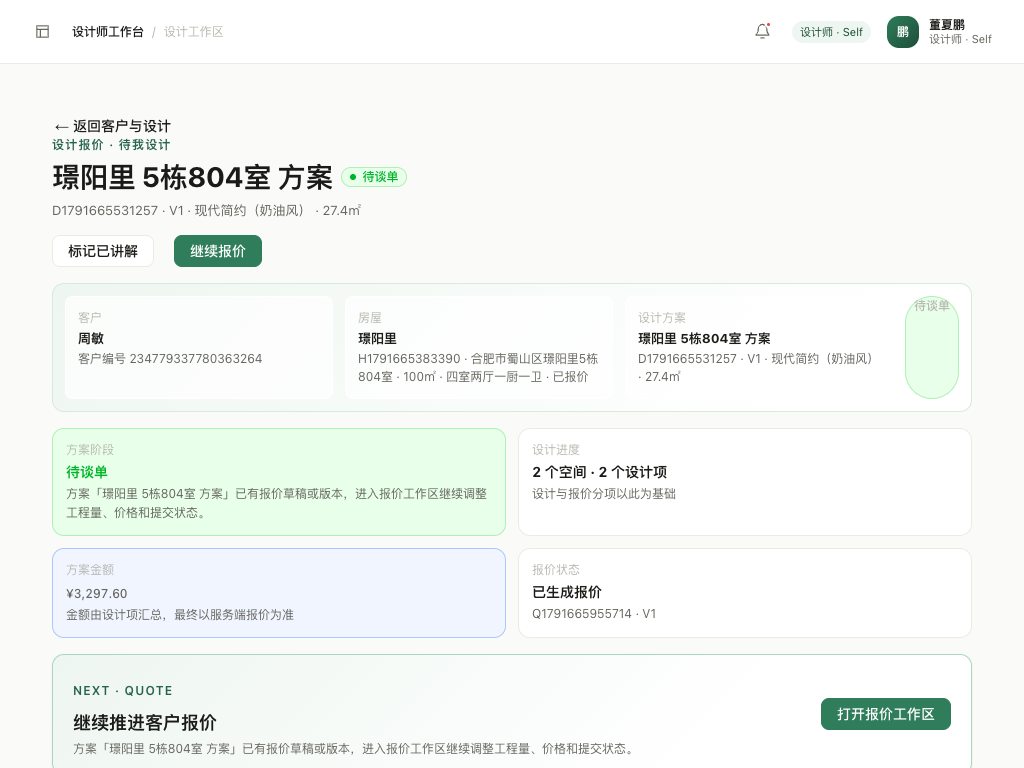 设计师工作台 / 设计工作区
设计师 · Self
鹏
董夏鹏
设计师 · Self
← 返回客户与设计
设计报价 · 待我设计
璟阳里 5栋804室 方案
待谈单
D1791665531257 · V1 · 现代简约（奶油风） · 27.4㎡
标记已讲解
继续报价
客户
周敏
客户编号 234779337780363264
房屋
璟阳里
H1791665383390 · 合肥市蜀山区璟阳里5栋
804室 · 100㎡ · 四室两厅一厨一卫 · 已报价
设计方案
璟阳里 5栋804室 方案
D1791665531257 · V1 · 现代简约（奶油风）
· 27.4㎡
待谈单
方案阶段
待谈单
方案「璟阳里 5栋804室 方案」已有报价草稿或版本，进入报价工作区继续调整
工程量、价格和提交状态。
设计进度
2 个空间 · 2 个设计项
设计与报价分项以此为基础
方案金额
¥3,297.60
金额由设计项汇总，最终以服务端报价为准
报价状态
已生成报价
Q1791665955714 · V1
NEXT · QUOTE
继续推进客户报价
方案「璟阳里 5栋804室 方案」已有报价草稿或版本，进入报价工作区继续调整工程量、价格和提交状态。
打开报价工作区